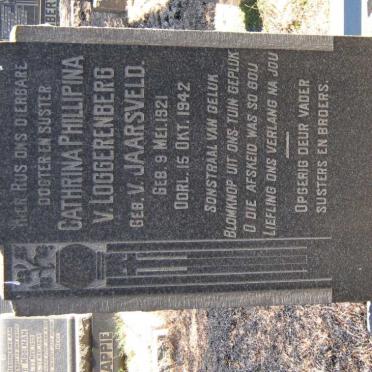 HIER RUS ONS DIERBARE
DOGTER EN SUSTER
CATHRINA PHILLIPINA
V. LOGGERENBERG
GEB. V. JAARSVELD.
GEB. 9 MEI. 1921
OORL. 15 OKT. 1942
SONSTRAAL VAN GELUK
BLOMKNOP UIT ONS TUIN GEPLUK
O DIE AFSKEID WAS SO GOU
LIEFLING ONS VERLANG NA JOU
OPGERIG DEUR VADER
SUSTERS EN BROERS.